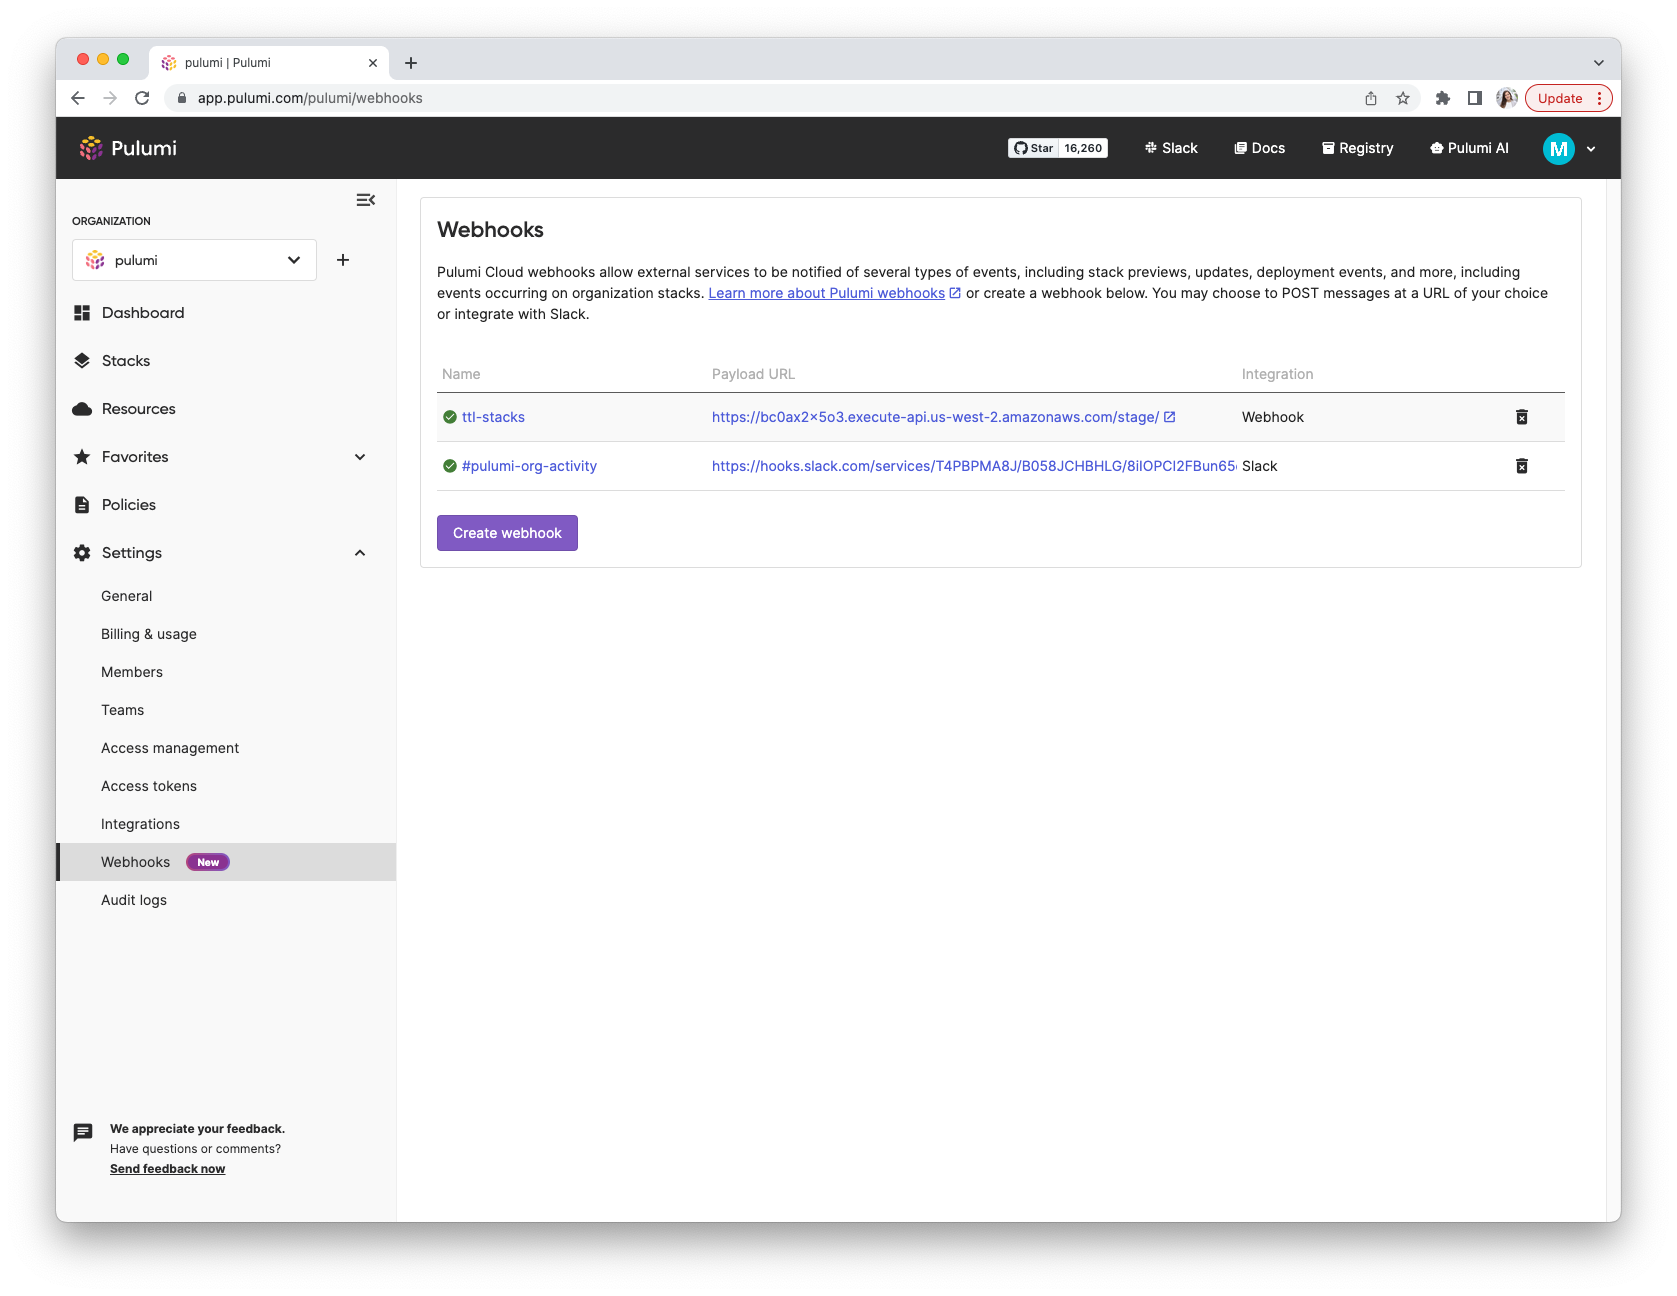 pulumi | Pulumi
app.pulumi.com/pulumi/webhooks
Update
Pulumi
Star 16,260
Slack
Docs
Registry
Pulumi AI
M
ORGANIZATION
pulumi
Dashboard
Stacks
Resources
Favorites
Policies
Settings
General
Billing & usage
Members
Teams
Access management
Access tokens
Integrations
Webhooks New
Audit logs
We appreciate your feedback.
Have questions or comments?
Send feedback now
Webhooks
Pulumi Cloud webhooks allow external services to be notified of several types of events, including stack previews, updates, deployment events, and more, including
events occurring on organization stacks. Learn more about Pulumi webhooks or create a webhook below. You may choose to POST messages at a URL of your choice
or integrate with Slack.
Name Payload URL Integration
ttl-stacks https://bc0ax2x5o3.execute-api.us-west-2.amazonaws.com/stage/ Webhook
#pulumi-org-activity https://hooks.slack.com/services/T4PBPMA8J/B058JCHBHLG/8ilOPCI2FBun65 Slack
Create webhook